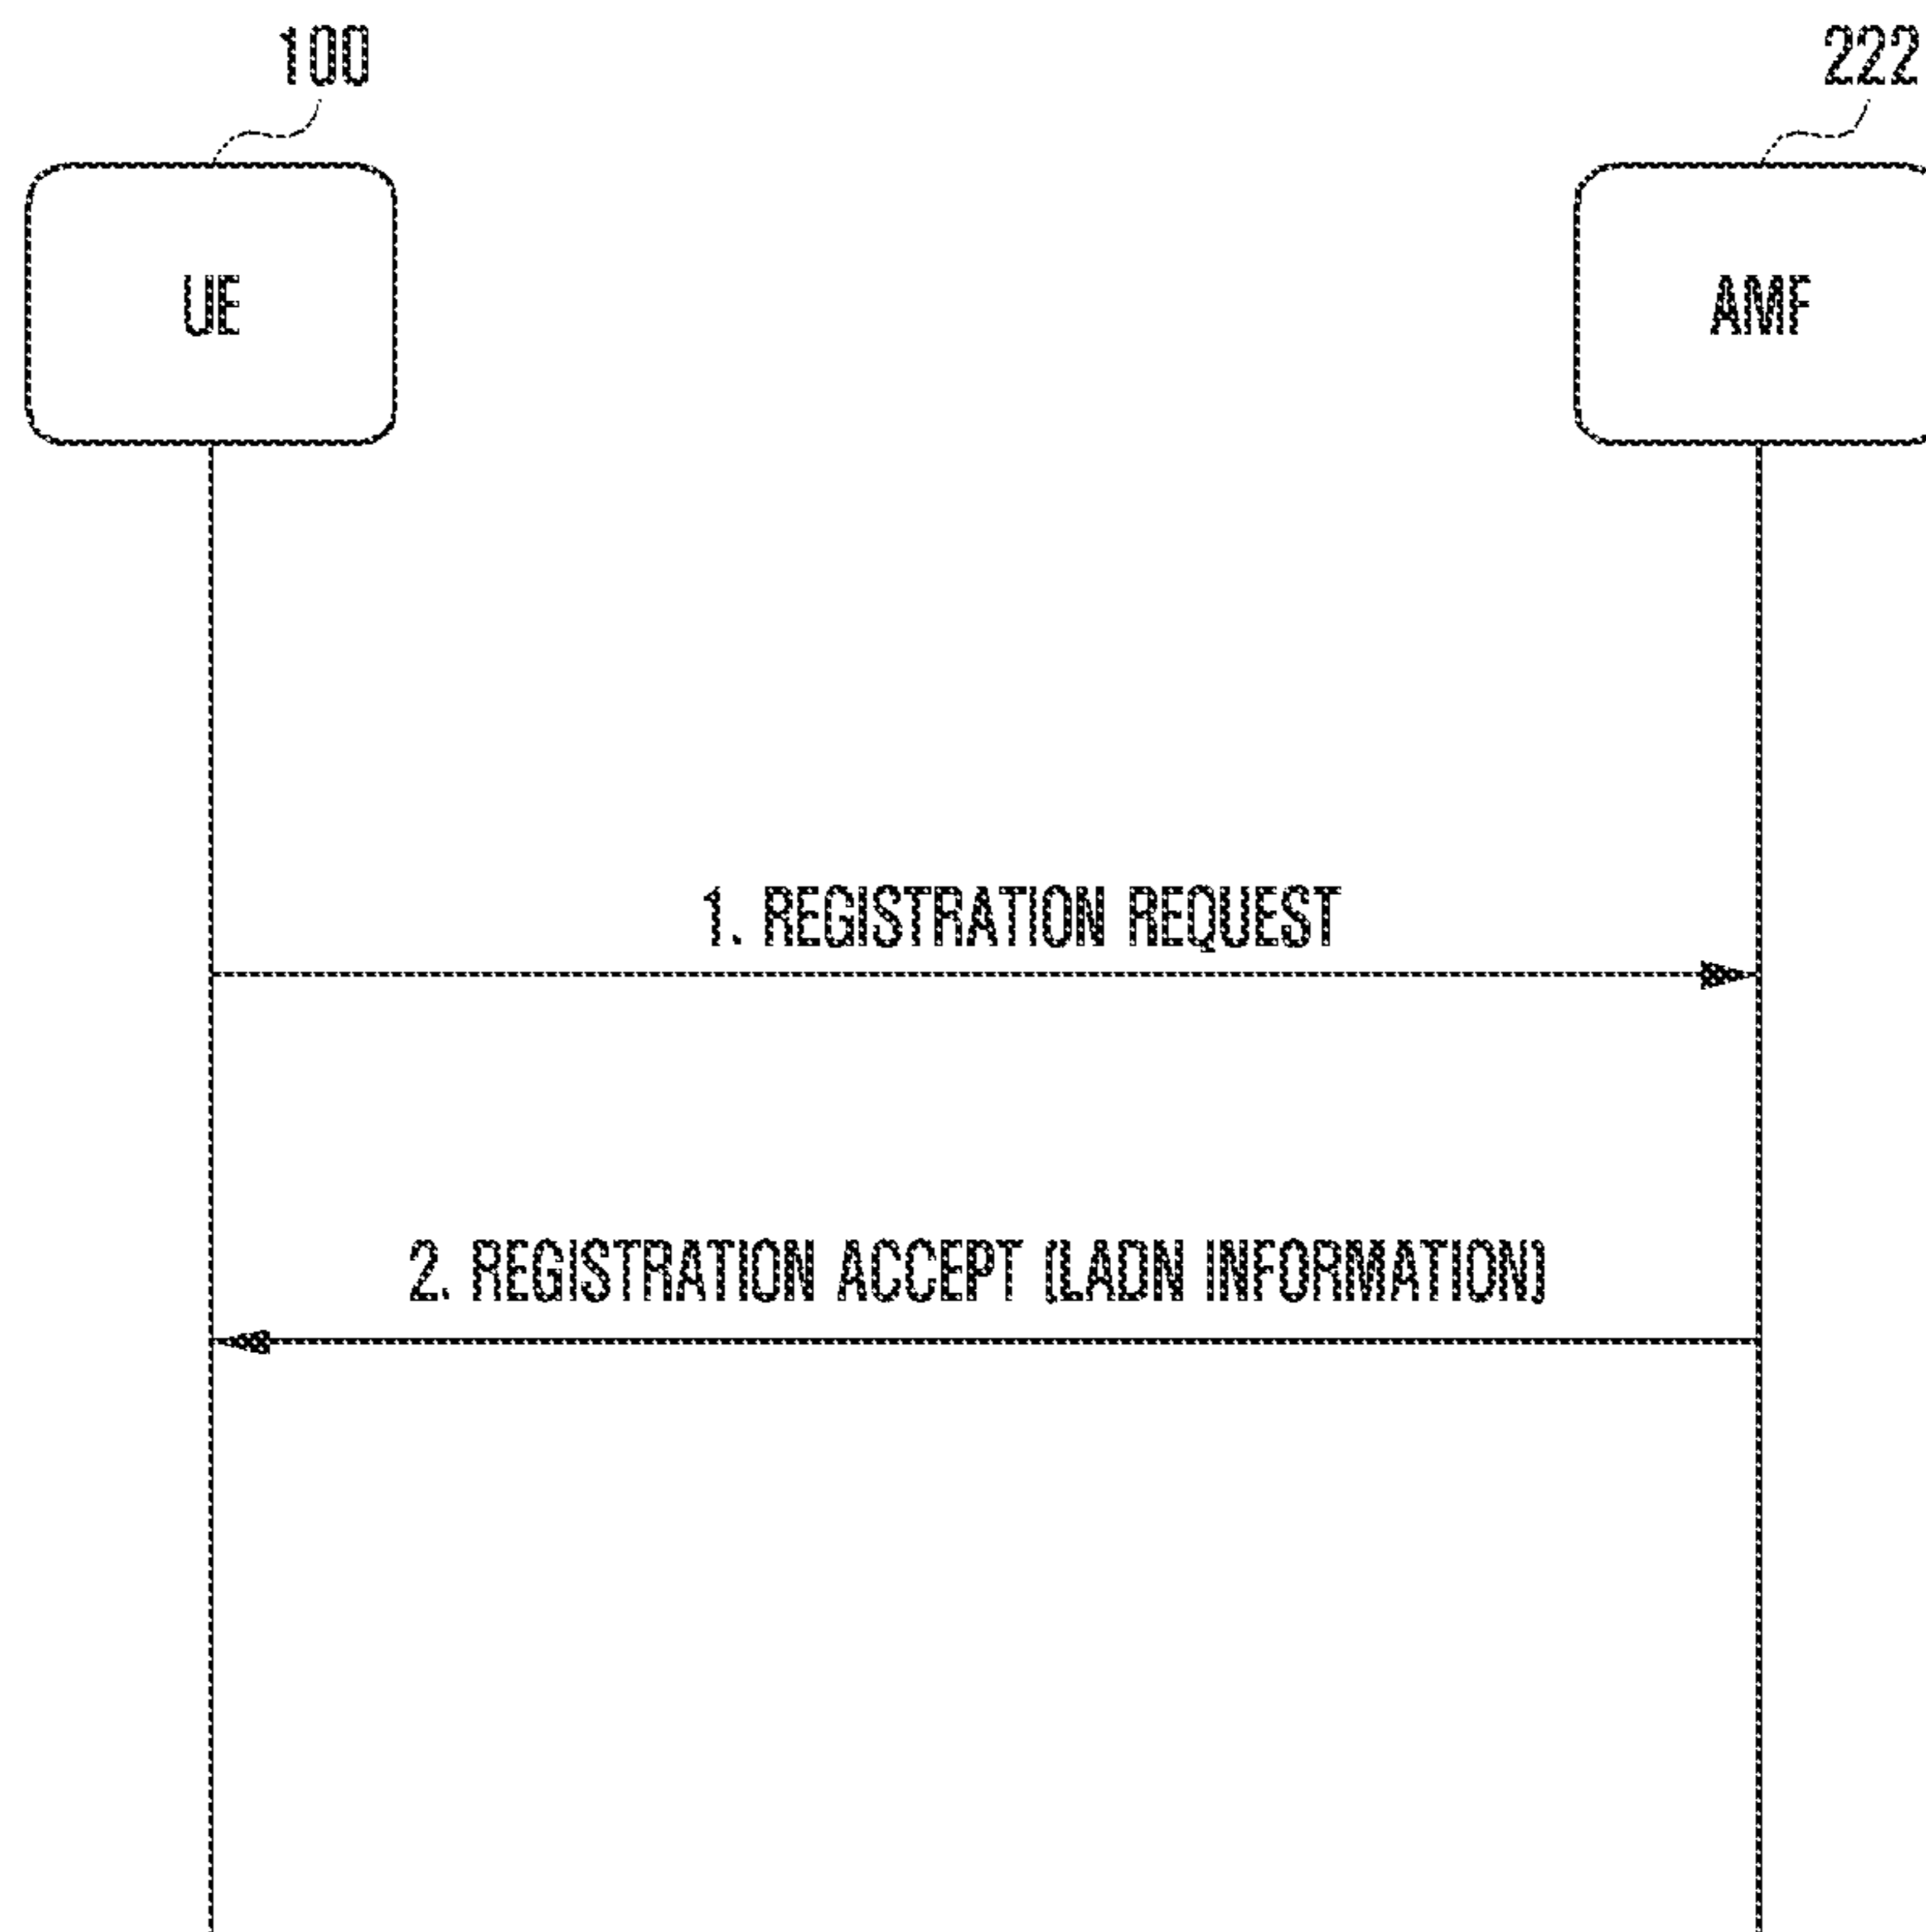 100
222
UE
AMF
1. REGISTRATION REQUEST
2. REGISTRATION ACCEPT (LADN INFORMATION)